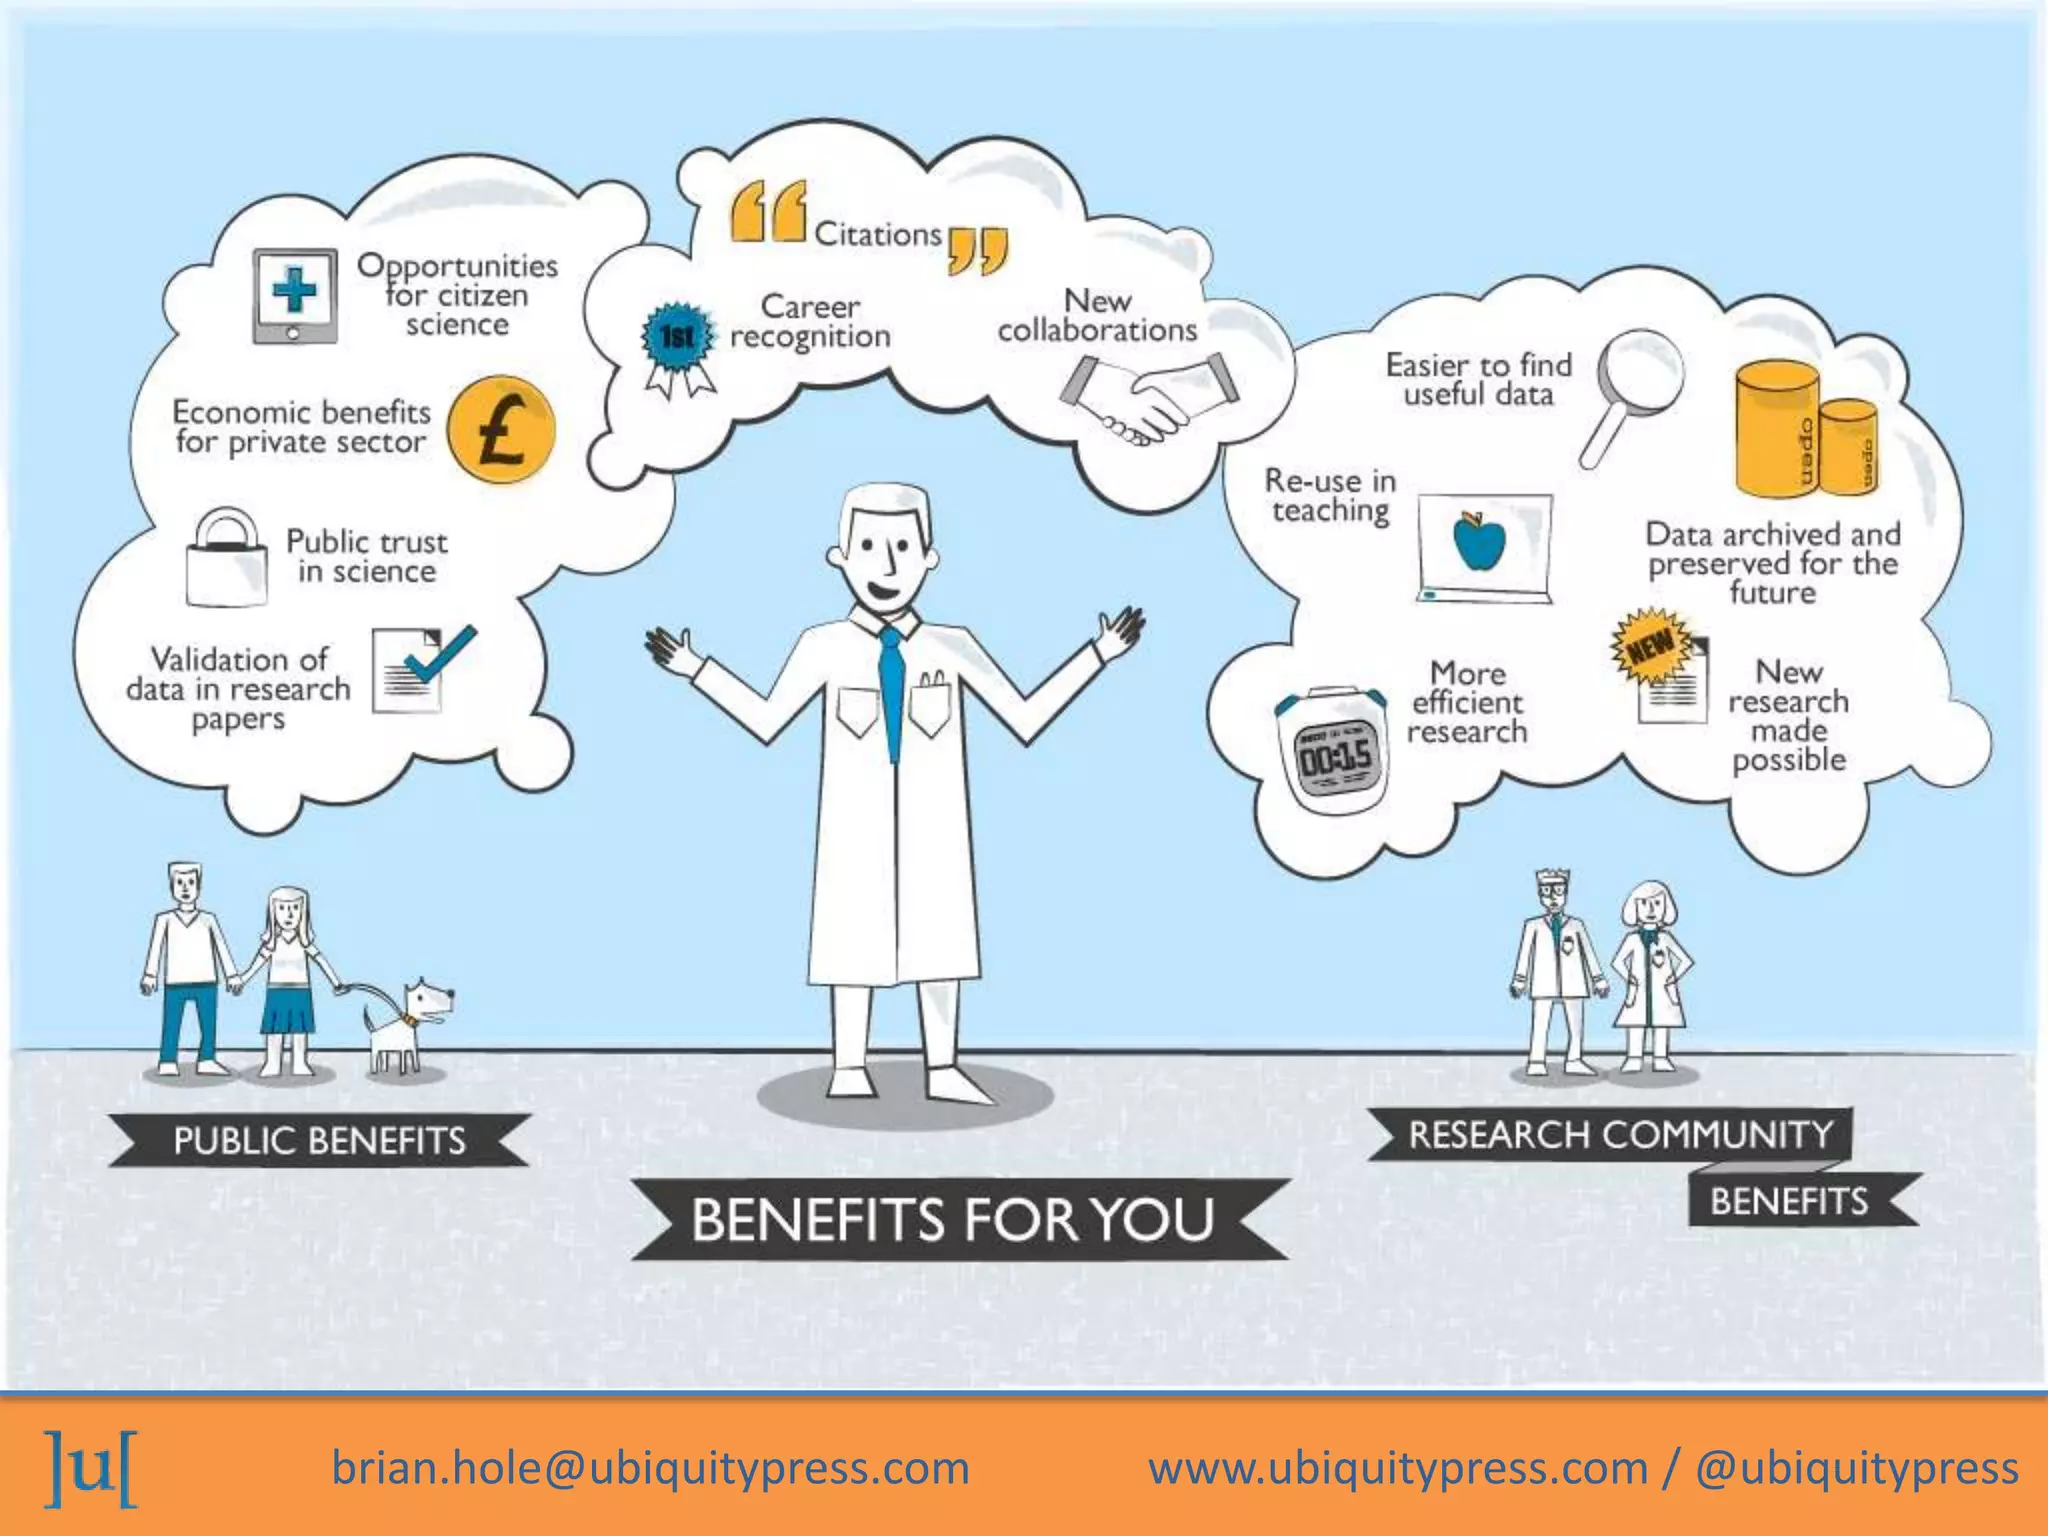 Opportunities
for citizen
science
Economic benefits
for private sector
£
Public trust
in science
Validation of
data in research
papers
“ Citations ”
1st
Career
recognition
New
collaborations
Easier to find
useful data
open
open
Re-use in
teaching
Data archived and
preserved for the
future
More
efficient
research
00:15
NEW
New
research
made
possible
PUBLIC BENEFITS
BENEFITS FOR YOU
RESEARCH COMMUNITY
BENEFITS
]u[
brian.hole@ubiquitypress.com
www.ubiquitypress.com / @ubiquitypress